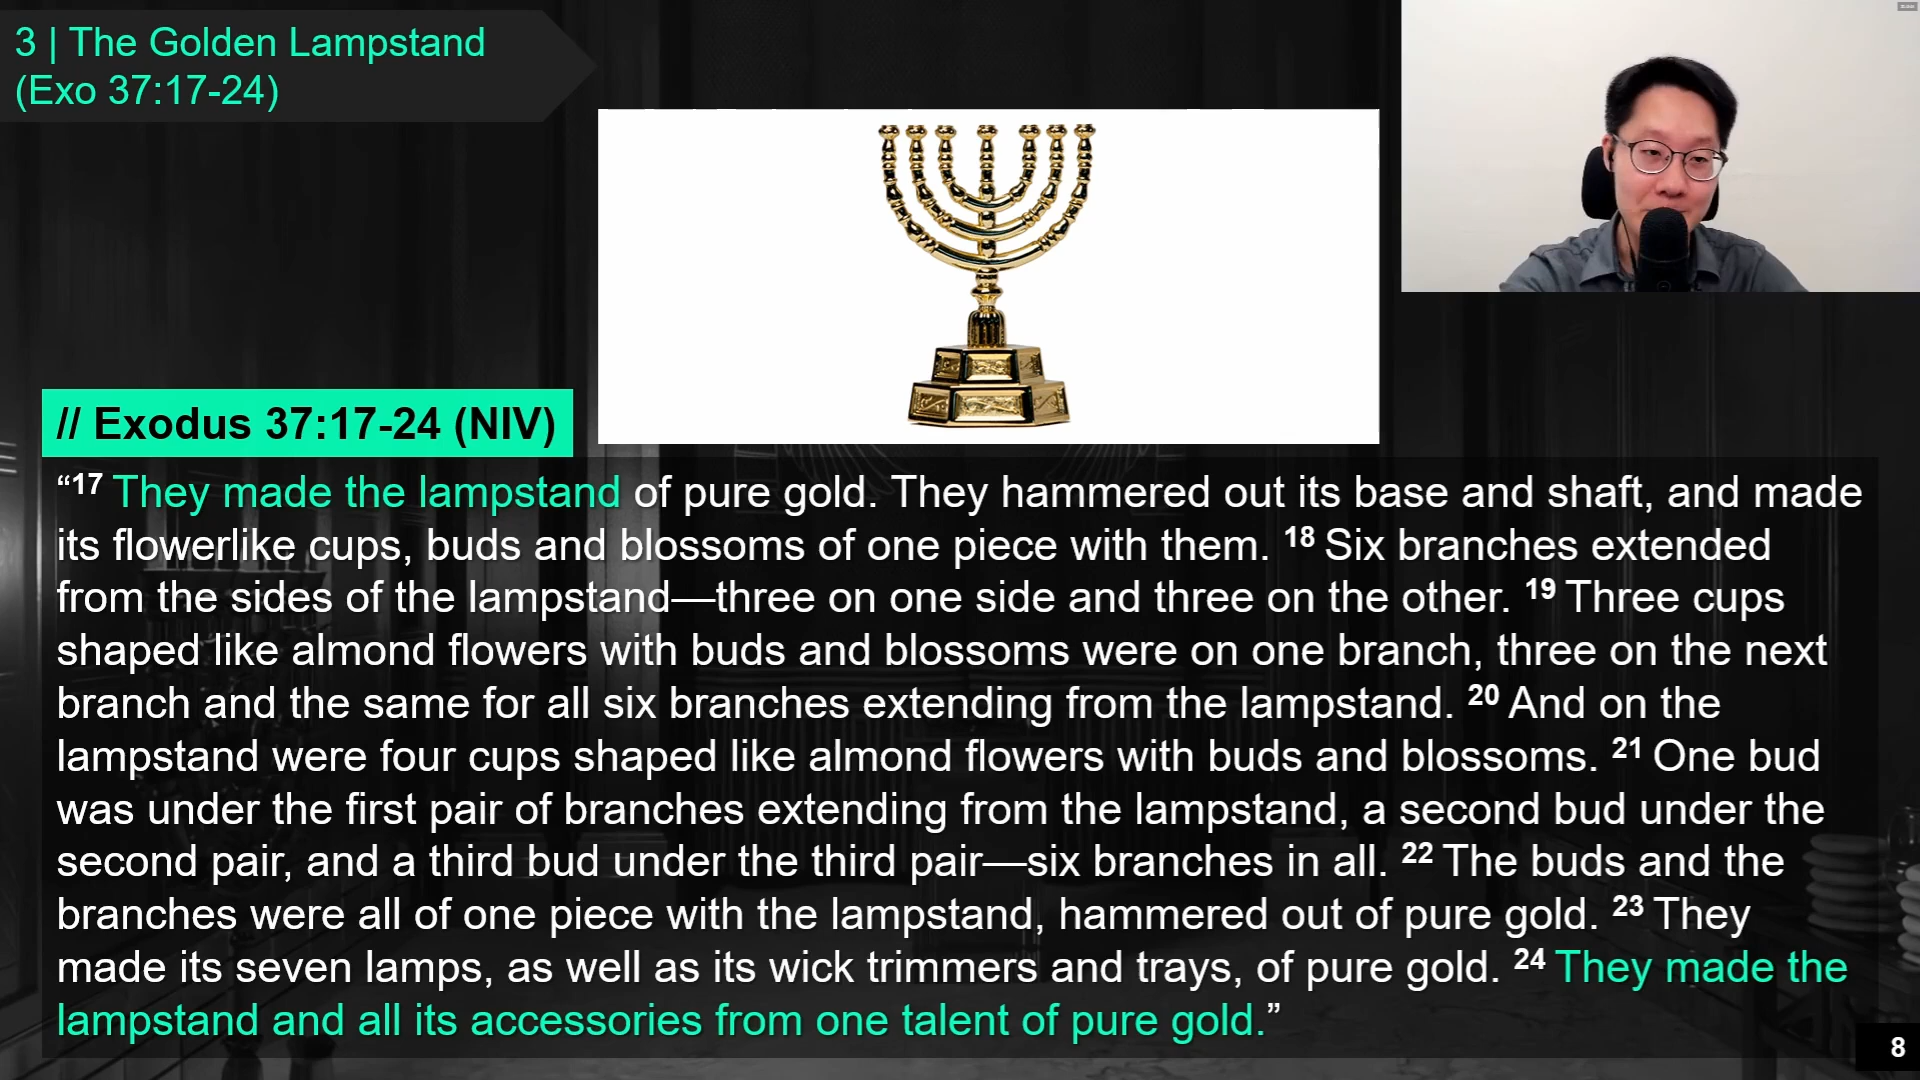 3 | The Golden Lampstand
(Exo 37:17-24)
// Exodus 37:17-24 (NIV)
“17 They made the lampstand of pure gold. They hammered out its base and shaft, and made
its flowerlike cups, buds and blossoms of one piece with them. 18 Six branches extended
from the sides of the lampstand—three on one side and three on the other. 19 Three cups
shaped like almond flowers with buds and blossoms were on one branch, three on the next
branch and the same for all six branches extending from the lampstand. 20 And on the
lampstand were four cups shaped like almond flowers with buds and blossoms. 21 One bud
was under the first pair of branches extending from the lampstand, a second bud under the
second pair, and a third bud under the third pair—six branches in all. 22 The buds and the
branches were all of one piece with the lampstand, hammered out of pure gold. 23 They
made its seven lamps, as well as its wick trimmers and trays, of pure gold. 24 They made the
lampstand and all its accessories from one talent of pure gold.”
8